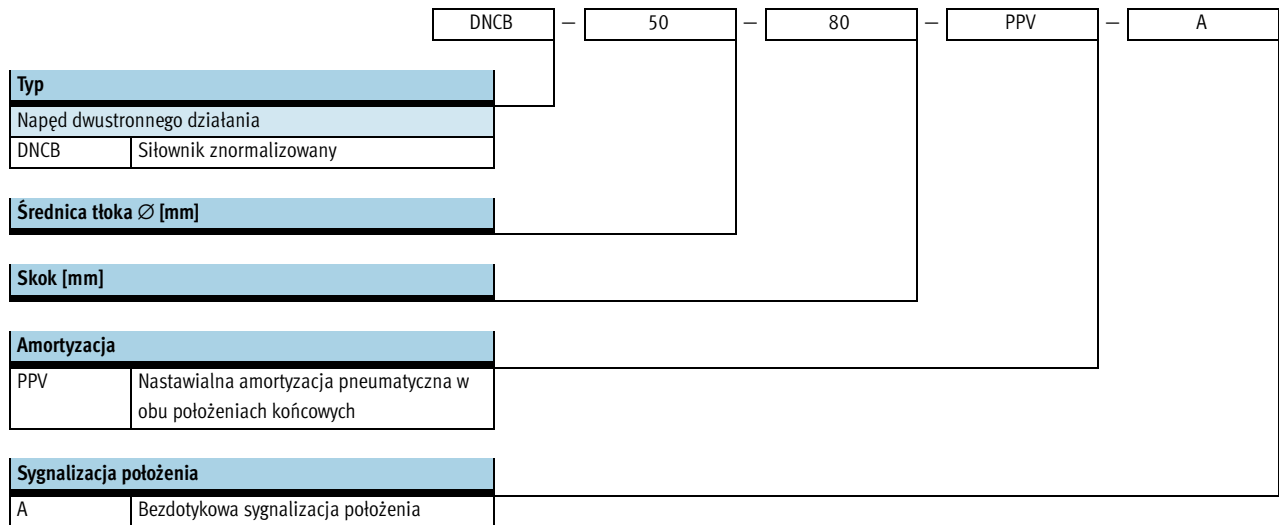 DNCB – 50 – 80 – PPV – A
Typ
Napęd dwustronnego działania
DNCB Siłownik znormalizowany
Średnica tłoka ∅ [mm]
Skok [mm]
Amortyzacja
PPV Nastawialna amortyzacja pneumatyczna w
obu położeniach końcowych
Sygnalizacja położenia
A Bezdotykowa sygnalizacja położenia